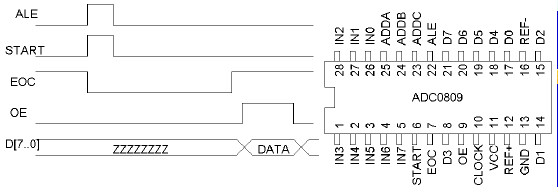 ALE
START
EOC
OE
D[7..0] ZZZZZZZZ DATA
IN2 IN1 IN0 ADDA ADDB ADDC ALE D7 D6 D5 D4 D0 REF- D2
28 27 26 25 24 23 22 21 20 19 18 17 16 15
ADC0809
1 2 3 4 5 6 7 8 9 10 11 12 13 14
IN3 IN4 IN5 IN6 IN7 START EOC D3 OE CLOCK VCC REF+ GND D1